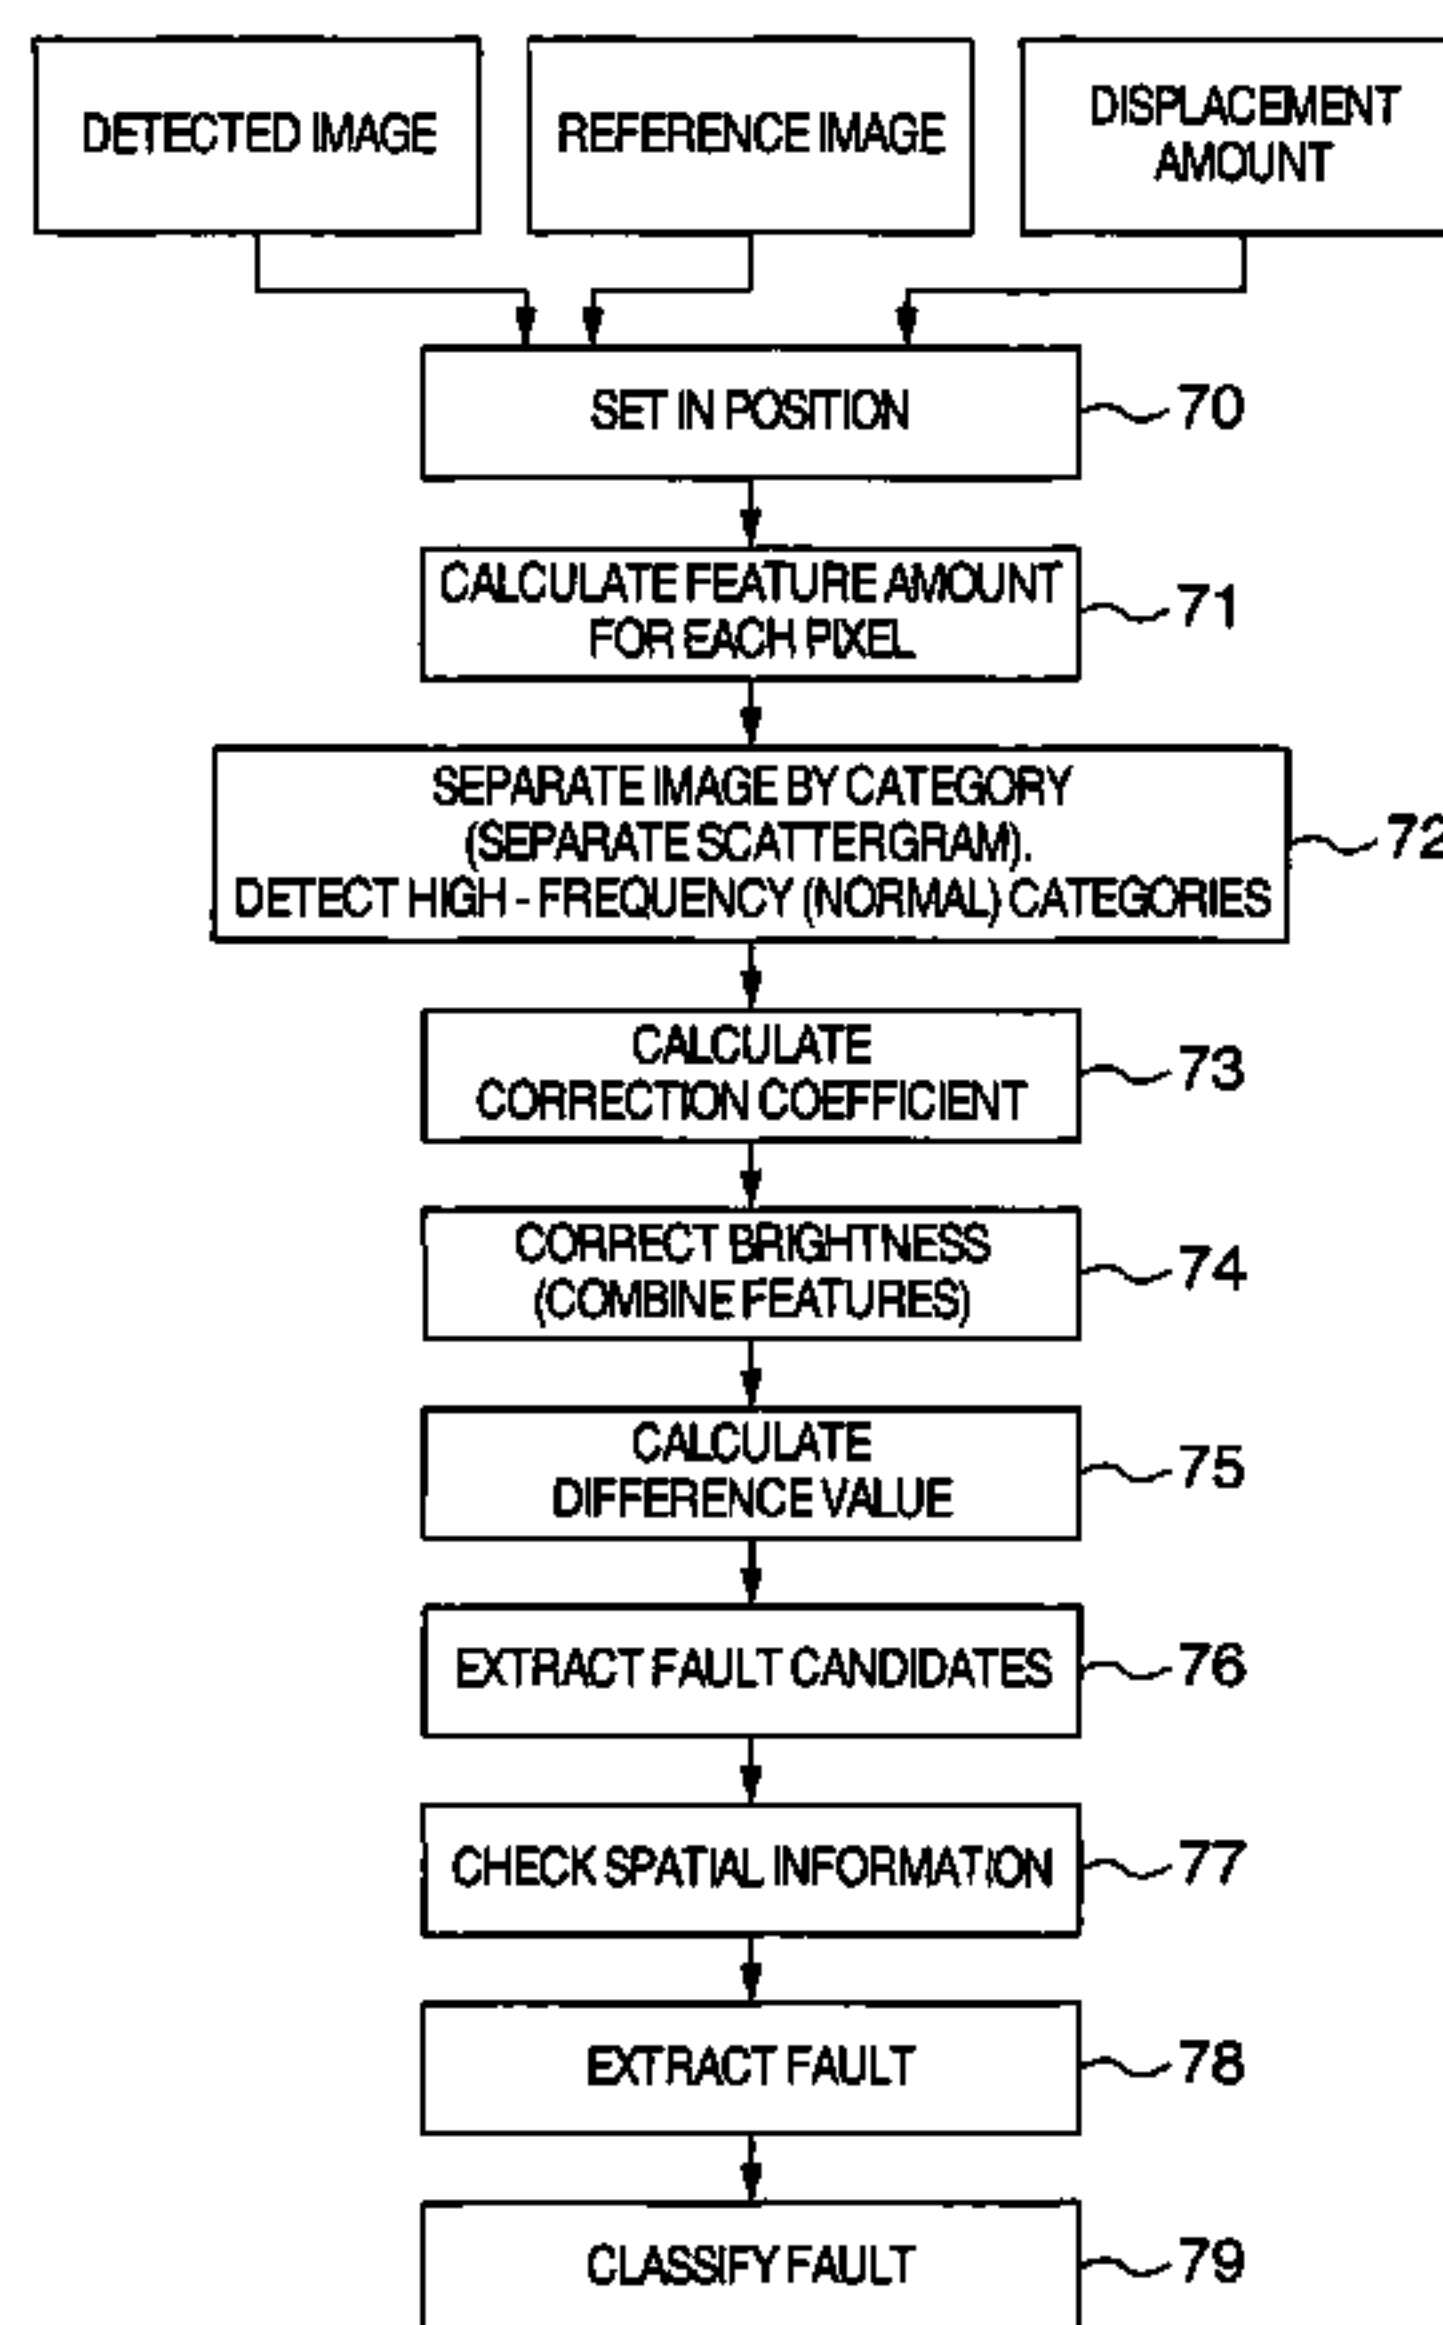 DETECTED IMAGE
REFERENCE IMAGE
DISPLACEMENT
AMOUNT
SET IN POSITION
70
CALCULATE FEATURE AMOUNT
FOR EACH PIXEL
71
SEPARATE IMAGE BY CATEGORY
(SEPARATE SCATTERGRAM).
DETECT HIGH - FREQUENCY (NORMAL) CATEGORIES
72
CALCULATE
CORRECTION COEFFICIENT
73
CORRECT BRIGHTNESS
(COMBINE FEATURES)
74
CALCULATE
DIFFERENCE VALUE
75
EXTRACT FAULT CANDIDATES
76
CHECK SPATIAL INFORMATION
77
EXTRACT FAULT
78
CLASSIFY FAULT
79